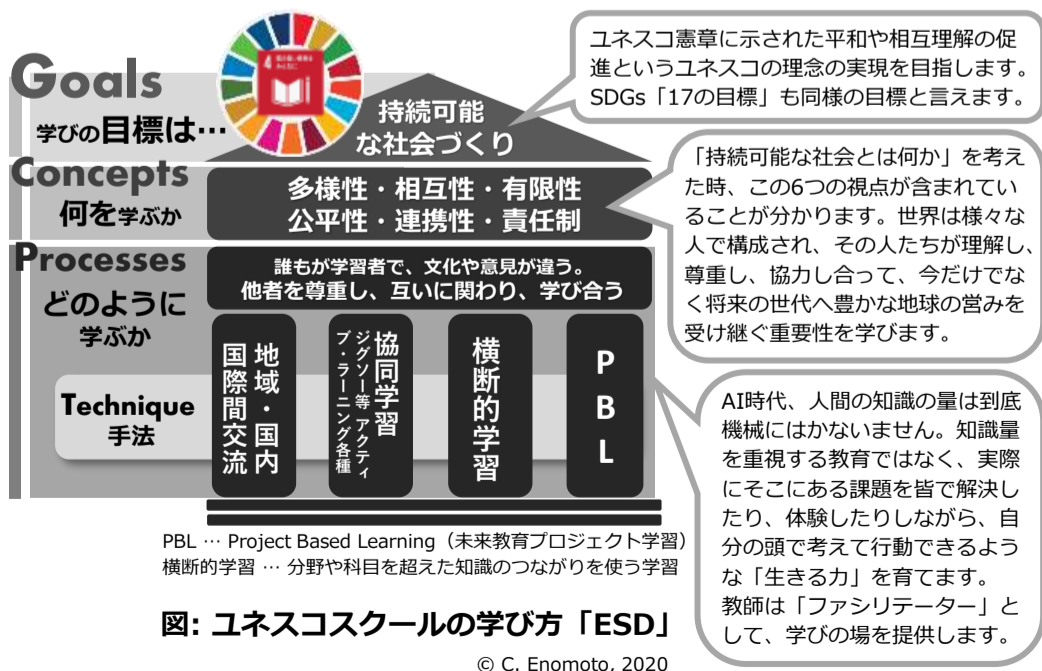 Goals
学びの目標は…
持続可能
な社会づくり
ユネスコ憲章に示された平和や相互理解の促
進というユネスコの理念の実現を目指します。
SDGs「17の目標」も同様の目標と言えます。
Concepts
何を学ぶか
多様性・相互性・有限性
公平性・連携性・責任制
「持続可能な社会とは何か」を考え
た時、この6つの視点が含まれてい
ることが分かります。世界は様々な
人で構成され、その人たちが理解し、
尊重し、協力し合って、今だけでな
く将来の世代へ豊かな地球の営みを
受け継ぐ重要性を学びます。
Processes
どのように
学ぶか
誰もが学習者で、文化や意見が違う。
他者を尊重し、互いに関わり、学び合う
Technique
手法
地域・国内
国際間交流
協同学習
ジグソー等 アクティ
ブ・ラーニング各種
横断的学習
PBL
AI時代、人間の知識の量は到底
機械にはかないません。知識量
を重視する教育ではなく、実際
にそこにある課題を皆で解決し
たり、体験したりしながら、自
分の頭で考えて行動できるよう
な「生きる力」を育てます。
教師は「ファシリテーター」と
して、学びの場を提供します。
PBL … Project Based Learning（未来教育プロジェクト学習）
横断的学習 … 分野や科目を超えた知識のつながりを使う学習
図: ユネスコスクールの学び方「ESD」
© C. Enomoto, 2020